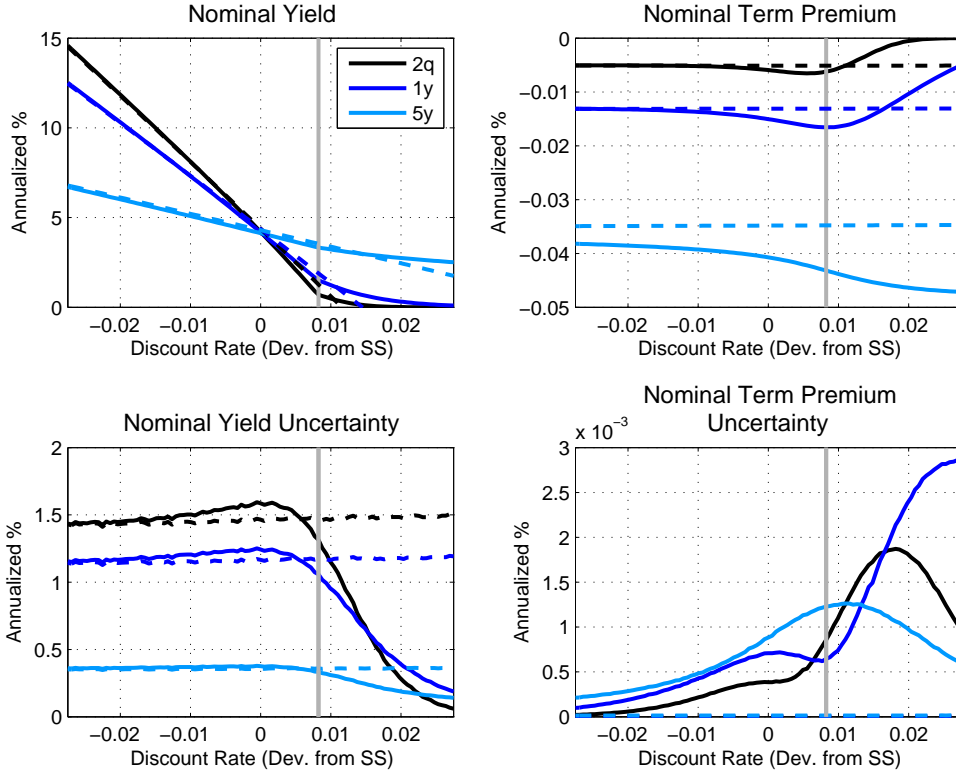 Nominal Yield
15
10
5
0
Annualized %
2q
1y
5y
−0.02 −0.01 0 0.01 0.02
Discount Rate (Dev. from SS)
Nominal Term Premium
0
−0.01
−0.02
−0.03
−0.04
−0.05
Annualized %
−0.02 −0.01 0 0.01 0.02
Discount Rate (Dev. from SS)
Nominal Yield Uncertainty
2
1.5
1
0.5
0
Annualized %
−0.02 −0.01 0 0.01 0.02
Discount Rate (Dev. from SS)
Nominal Term Premium
Uncertainty
x 10^−3
3
2.5
2
1.5
1
0.5
0
Annualized %
−0.02 −0.01 0 0.01 0.02
Discount Rate (Dev. from SS)